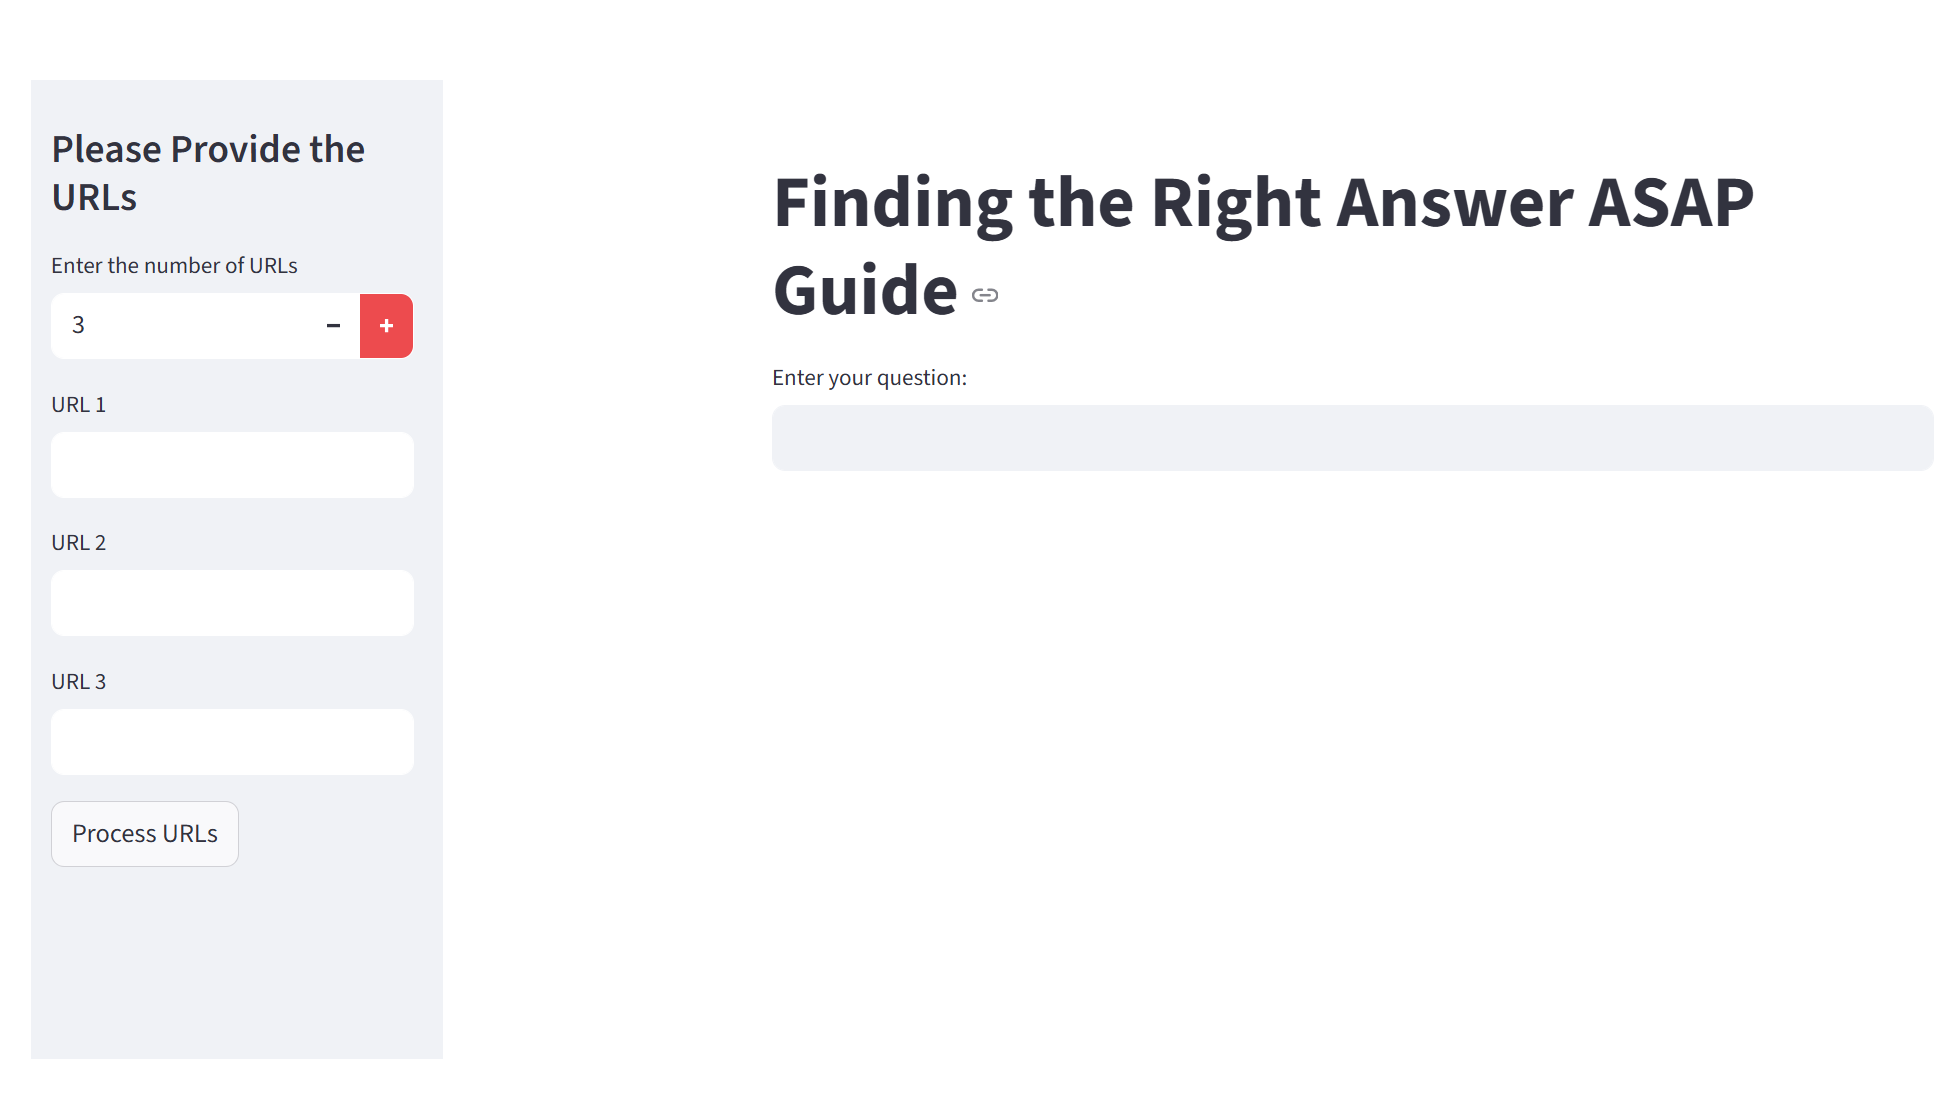 Please Provide the
URLs
Enter the number of URLs
3
−
+
URL 1
URL 2
URL 3
Process URLs
Finding the Right Answer ASAP
Guide
Enter your question: